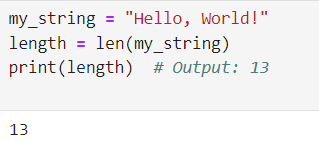 my_string = "Hello, World!"
length = len(my_string)
print(length)  # Output: 13
13